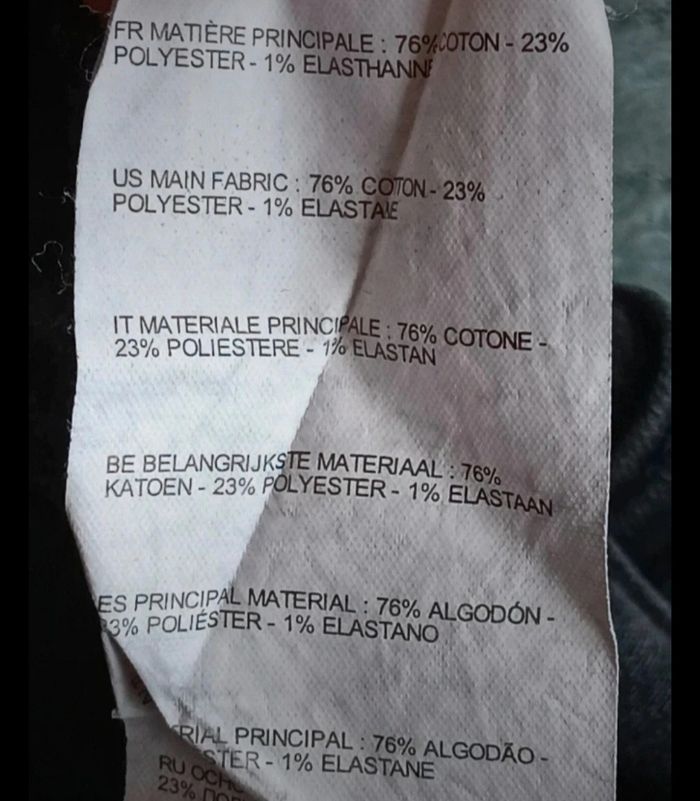 FR MATIÈRE PRINCIPALE : 76% COTON - 23%
POLYESTER - 1% ELASTHANNE
US MAIN FABRIC : 76% COTON - 23%
POLYESTER - 1%
IT MATERIALE PRINCIPALE : 76% COTONE -
23% POLIESTERE - 1% ELASTAN
BE BELANGRIJKSTE MATERIAAL : 76%
KATOEN - 23% POLYESTER - 1% ELASTAAN
ES PRINCIPAL MATERIAL : 76% ALGODÓN -
23% POLIÉSTER - 1% ELASTANO
RIAL PRINCIPAL : 76% ALGODÃO -
STER - 1% ELASTANE
RU
23%